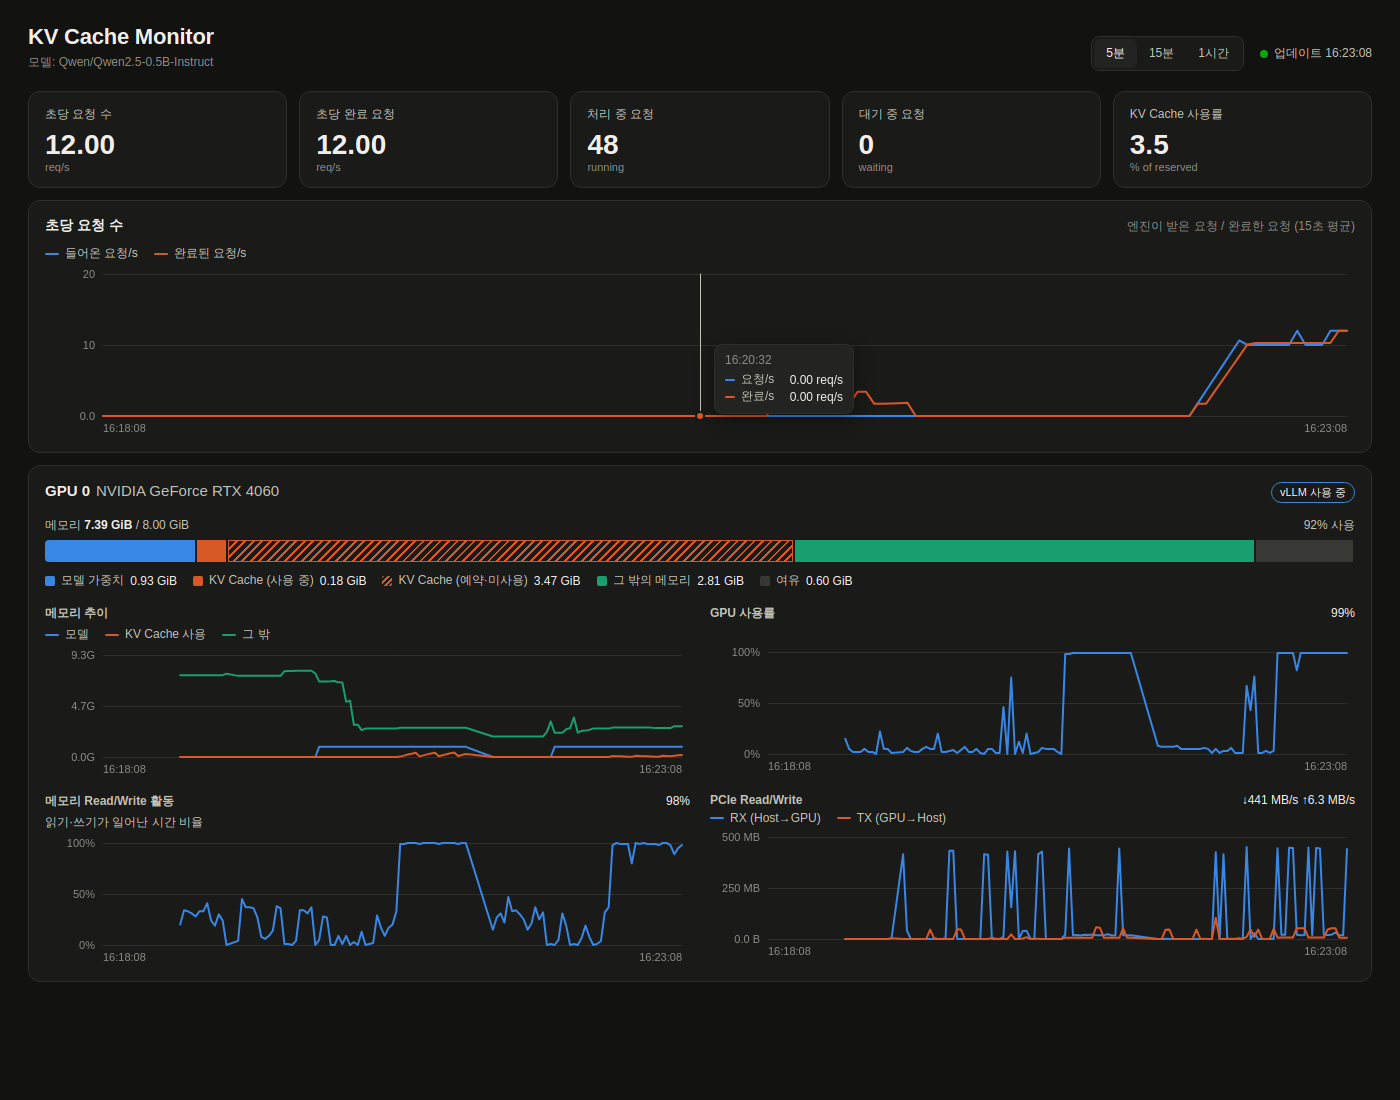 KV Cache Monitor
모델: Qwen/Qwen2.5-0.5B-Instruct
5분 15분 1시간 업데이트 16:23:08
초당 요청 수
12.00
req/s
초당 완료 요청
12.00
req/s
처리 중 요청
48
running
대기 중 요청
0
waiting
KV Cache 사용률
3.5
% of reserved
초당 요청 수
엔진이 받은 요청 / 완료한 요청 (15초 평균)
들어온 요청/s 완료된 요청/s
20
10
0.0
16:20:32
요청/s 0.00 req/s
완료/s 0.00 req/s
16:18:08 16:23:08
GPU 0 NVIDIA GeForce RTX 4060
vLLM 사용 중
메모리 7.39 GiB / 8.00 GiB
92% 사용
모델 가중치 0.93 GiB KV Cache (사용 중) 0.18 GiB KV Cache (예약·미사용) 3.47 GiB 그 밖의 메모리 2.81 GiB 여유 0.60 GiB
메모리 추이
모델 KV Cache 사용 그 밖
9.3G
4.7G
0.0G
16:18:08 16:23:08
GPU 사용률 99%
100%
50%
0%
16:18:08 16:23:08
메모리 Read/Write 활동 98%
읽기·쓰기가 일어난 시간 비율
100%
50%
0%
16:18:08 16:23:08
PCIe Read/Write ↓441 MB/s ↑6.3 MB/s
RX (Host→GPU) TX (GPU→Host)
500 MB
250 MB
0.0 B
16:18:08 16:23:08